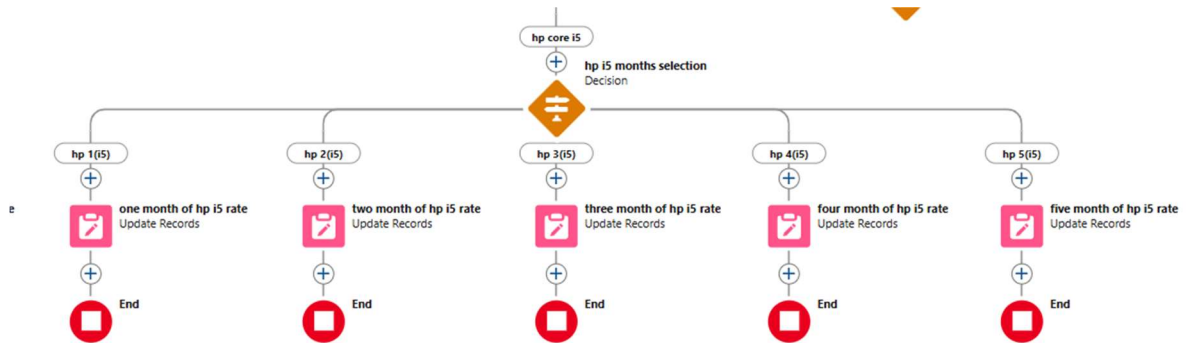 hp core i5
hp i5 months selection
Decision
hp 1(i5)
hp 2(i5)
hp 3(i5)
hp 4(i5)
hp 5(i5)
e
one month of hp i5 rate
Update Records
two month of hp i5 rate
Update Records
three month of hp i5 rate
Update Records
four month of hp i5 rate
Update Records
five month of hp i5 rate
Update Records
End
End
End
End
End